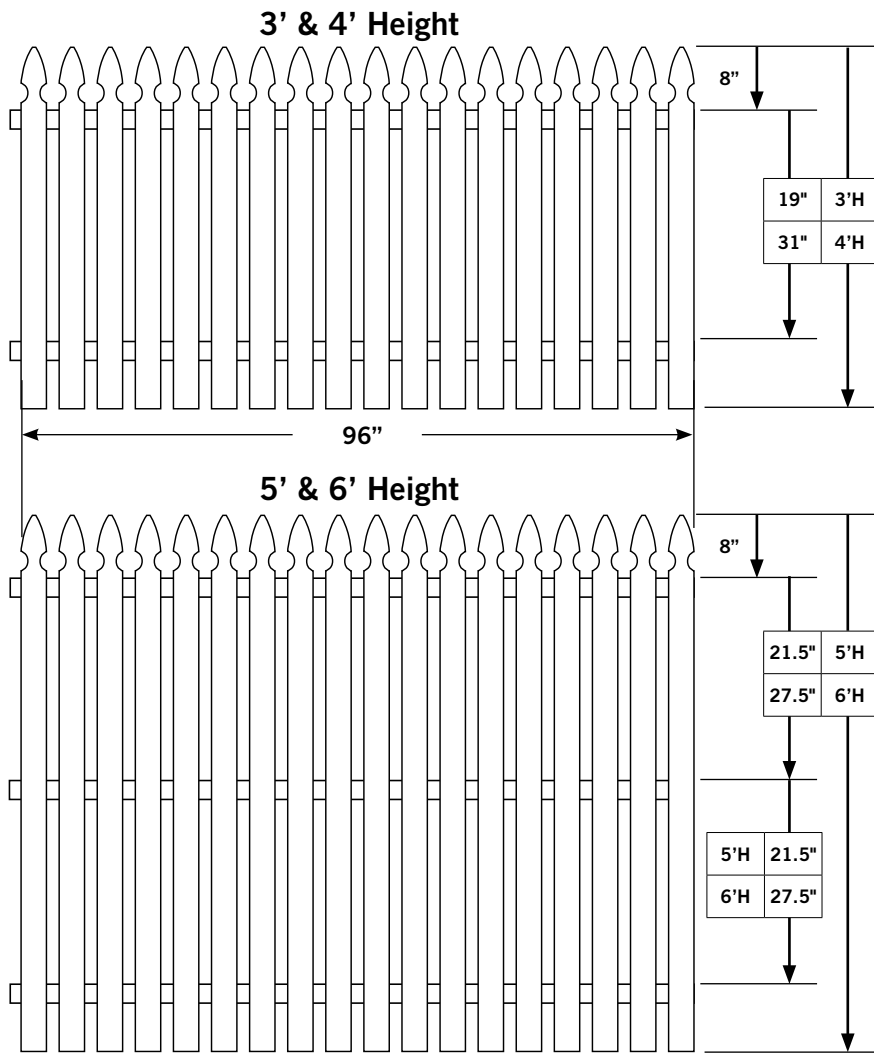 3’ & 4’ Height
8”
19" 3’H
31" 4’H
96”
5’ & 6’ Height
8”
21.5" 5’H
27.5" 6’H
5’H 21.5"
6’H 27.5"